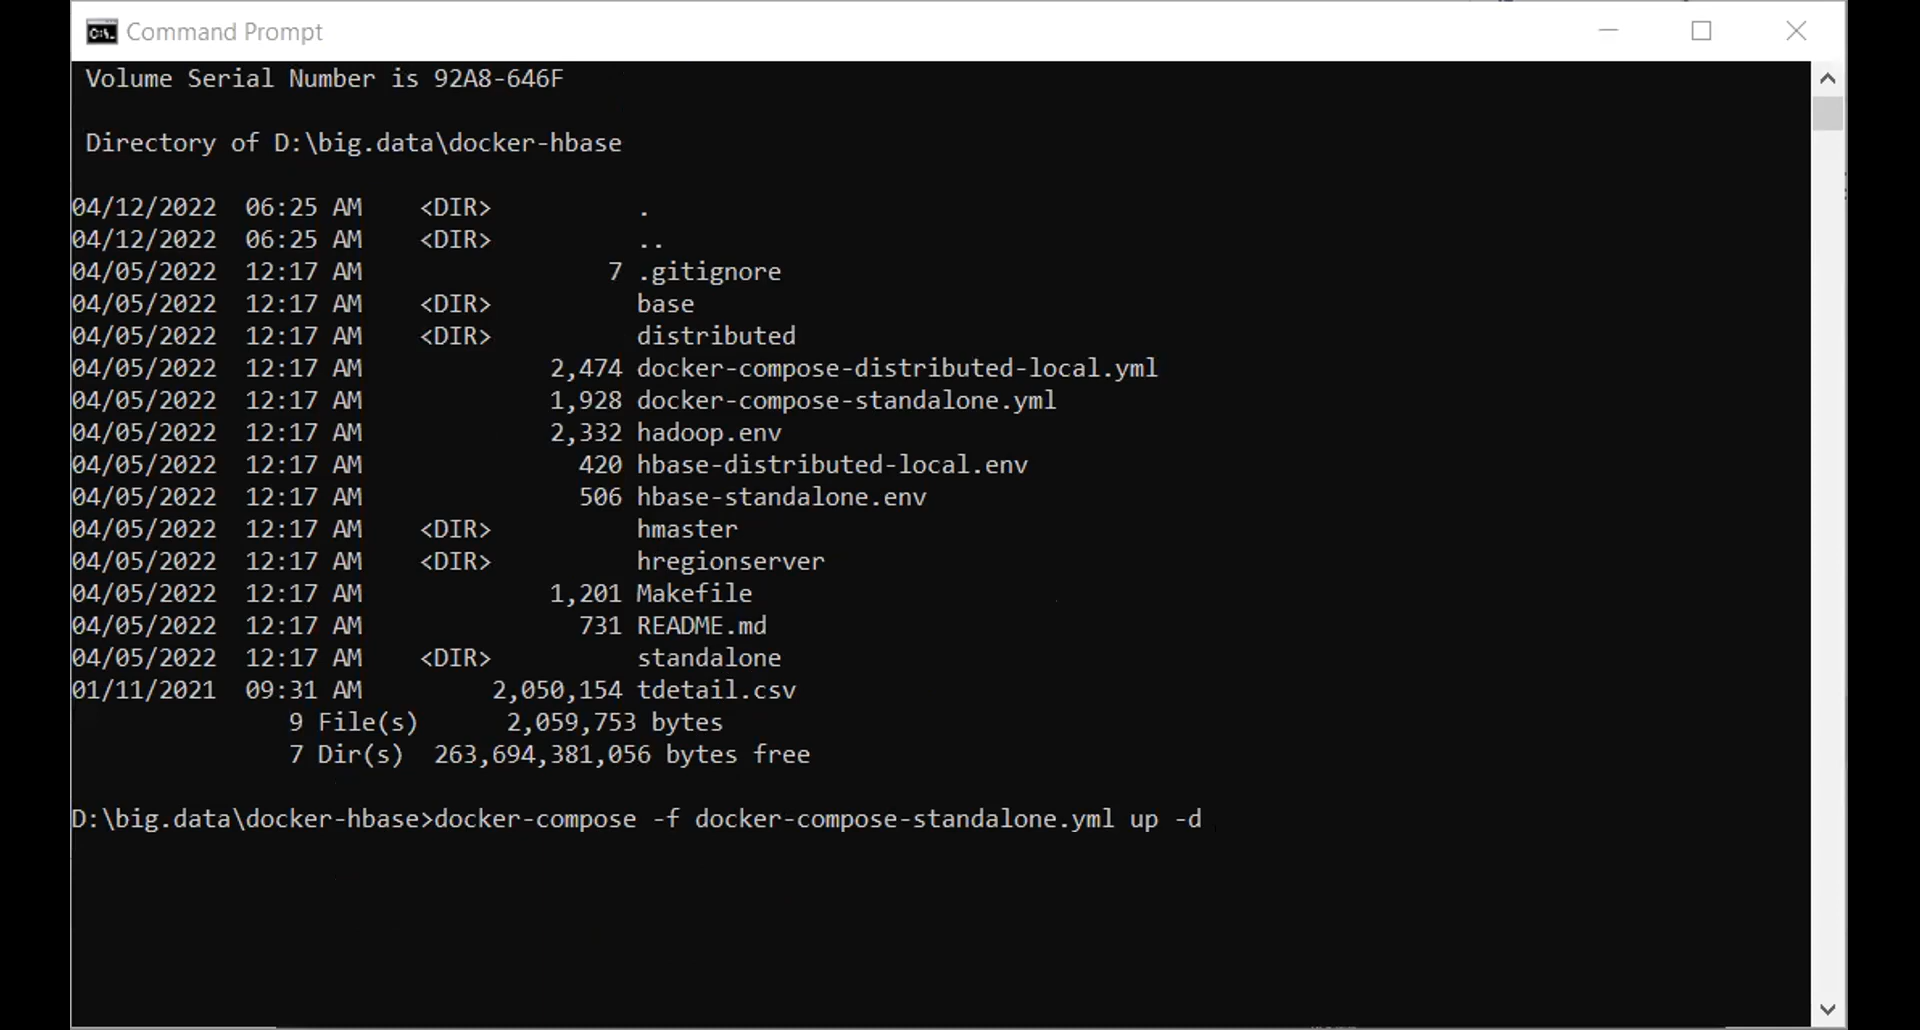 Command Prompt
Volume Serial Number is 92A8-646F
Directory of D:\big.data\docker-hbase
04/12/2022  06:25 AM    <DIR>          .
04/12/2022  06:25 AM    <DIR>          ..
04/05/2022  12:17 AM                 7 .gitignore
04/05/2022  12:17 AM    <DIR>          base
04/05/2022  12:17 AM    <DIR>          distributed
04/05/2022  12:17 AM             2,474 docker-compose-distributed-local.yml
04/05/2022  12:17 AM             1,928 docker-compose-standalone.yml
04/05/2022  12:17 AM             2,332 hadoop.env
04/05/2022  12:17 AM               420 hbase-distributed-local.env
04/05/2022  12:17 AM               506 hbase-standalone.env
04/05/2022  12:17 AM    <DIR>          hmaster
04/05/2022  12:17 AM    <DIR>          hregionserver
04/05/2022  12:17 AM             1,201 Makefile
04/05/2022  12:17 AM               731 README.md
04/05/2022  12:17 AM    <DIR>          standalone
01/11/2021  09:31 AM         2,050,154 tdetail.csv
9 File(s)      2,059,753 bytes
7 Dir(s)  263,694,381,056 bytes free
D:\big.data\docker-hbase>docker-compose -f docker-compose-standalone.yml up -d